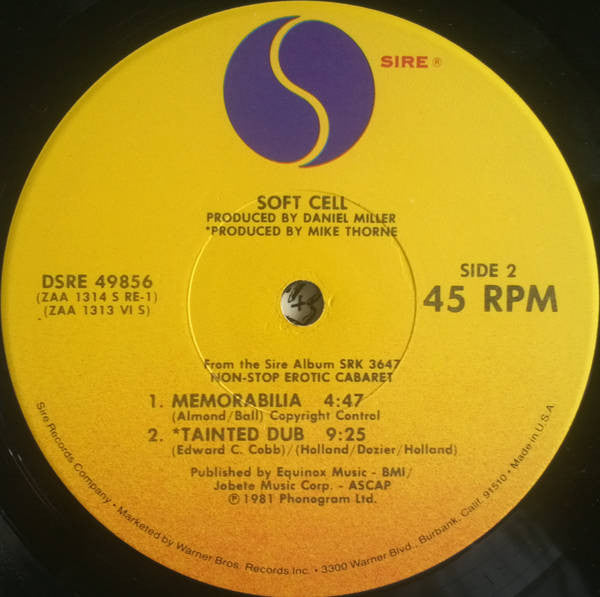 SIRE ®
SOFT CELL
PRODUCED BY DANIEL MILLER
*PRODUCED BY MIKE THORNE
DSRE 49856
(ZAA 1314 S RE-1)
(ZAA 1313 VI S)
SIDE 2
45 RPM
From the Sire Album SRK 3647
NON-STOP EROTIC CABARET
1. MEMORABILIA 4:47
(Almond/Ball) Copyright Control
2. *TAINTED DUB 9:25
(Edward C. Cobb)/(Holland/Dozier/Holland)
Published by Equinox Music - BMI/
Jobete Music Corp. - ASCAP
℗ 1981 Phonogram Ltd.
Sire Records Company • Marketed by Warner Bros. Records Inc. • 3300 Warner Blvd., Burbank, Calif. 91510 • Made in U.S.A.